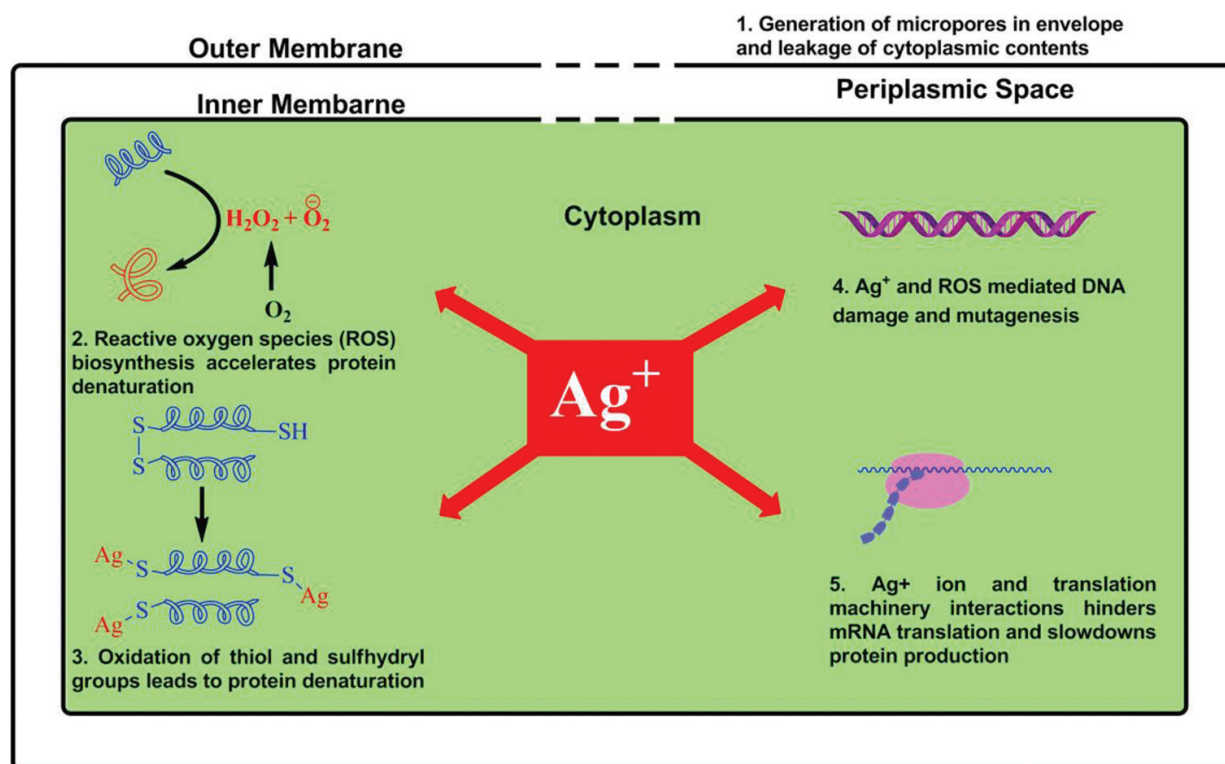 1. Generation of micropores in envelope
and leakage of cytoplasmic contents
Outer Membrane
Inner Membarne
Periplasmic Space
H₂O₂ + O₂⊖
O₂
2. Reactive oxygen species (ROS)
biosynthesis accelerates protein
denaturation
S SH
S
Ag S S Ag
Ag S
3. Oxidation of thiol and sulfhydryl
groups leads to protein denaturation
Cytoplasm
Ag⁺
4. Ag⁺ and ROS mediated DNA
damage and mutagenesis
5. Ag+ ion and translation
machinery interactions hinders
mRNA translation and slowdowns
protein production